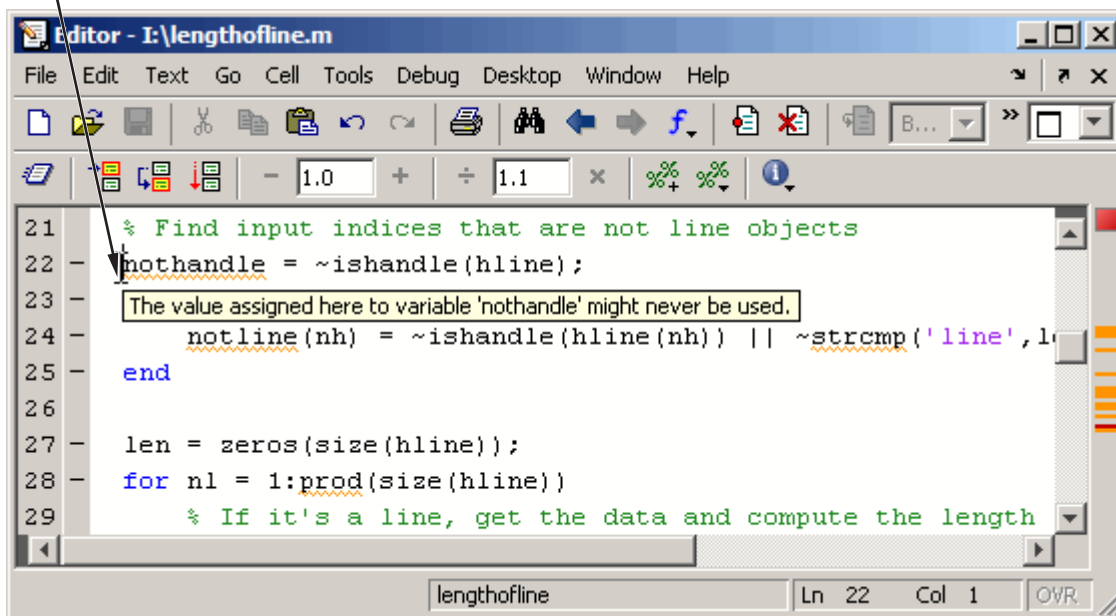 Editor - I:\lengthofline.m
File Edit Text Go Cell Tools Debug Desktop Window Help
B...
»
− 1.0 + ÷ 1.1 ×
21 % Find input indices that are not line objects
22 − nothandle = ~ishandle(hline);
23 −
The value assigned here to variable 'nothandle' might never be used.
24 − notline(nh) = ~ishandle(hline(nh)) || ~strcmp('line',l
25 − end
26
27 − len = zeros(size(hline));
28 − for nl = 1:prod(size(hline))
29 % If it's a line, get the data and compute the length
lengthofline Ln 22 Col 1 OVR